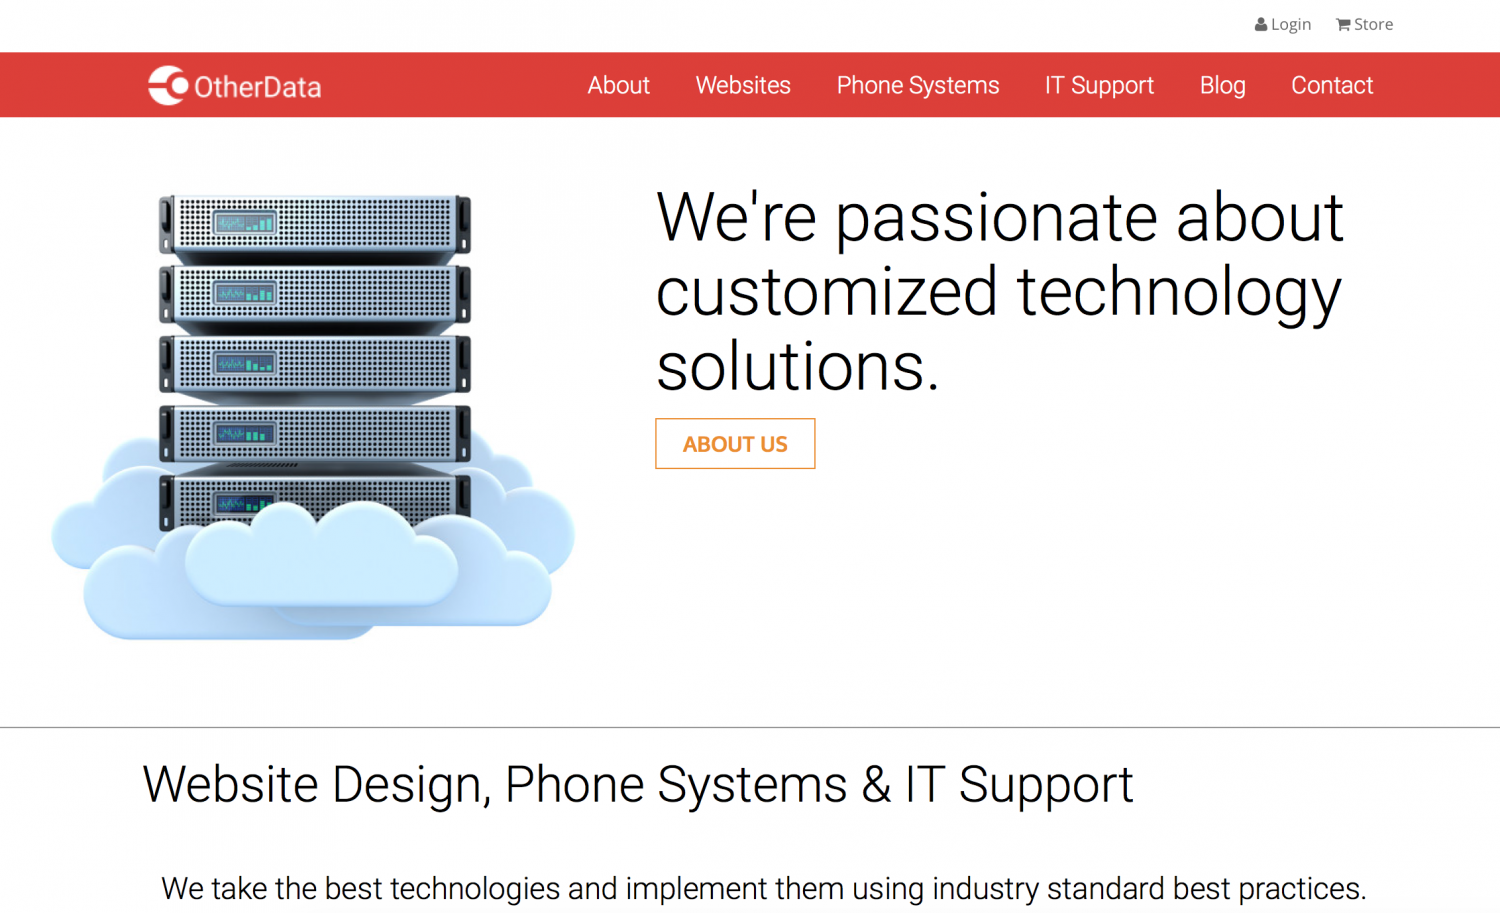 Login Store
OtherData About Websites Phone Systems IT Support Blog Contact
We're passionate about
customized technology
solutions.
ABOUT US
Website Design, Phone Systems & IT Support
We take the best technologies and implement them using industry standard best practices.